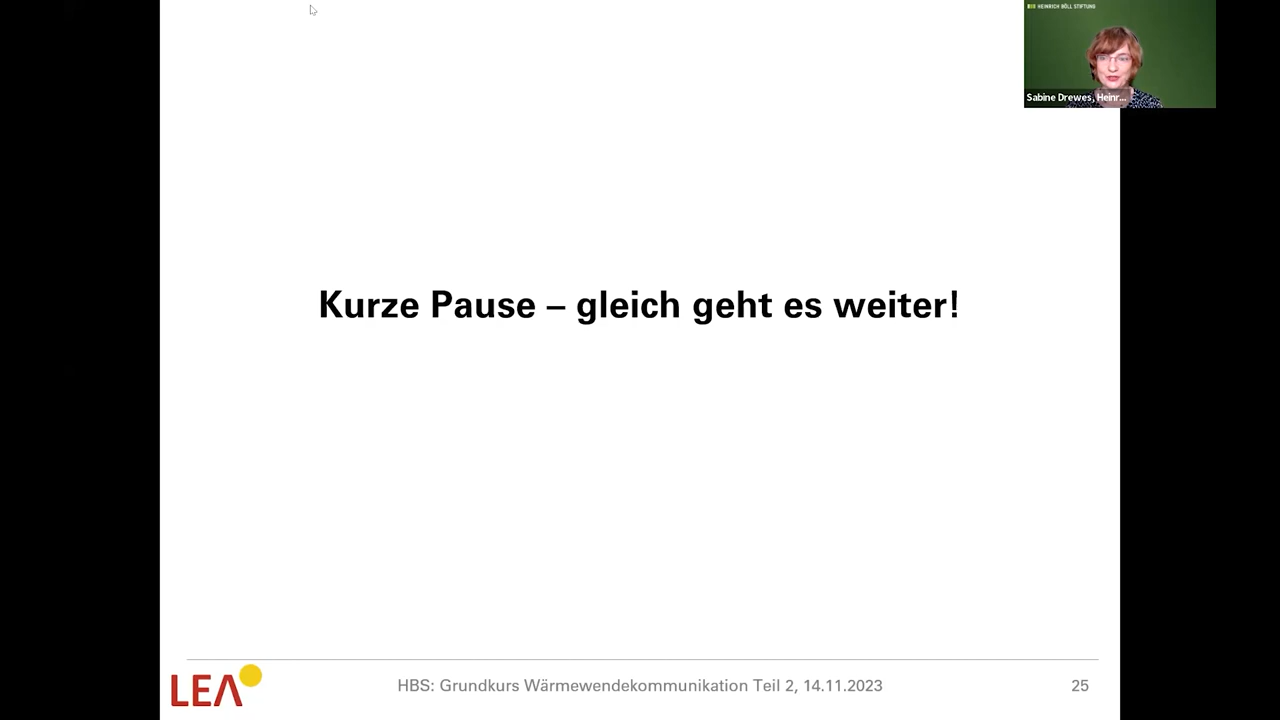 HEINRICH BÖLL STIFTUNG
Sabine Drewes, Heinr...
Kurze Pause – gleich geht es weiter!
LEA
HBS: Grundkurs Wärmewendekommunikation Teil 2, 14.11.2023
25